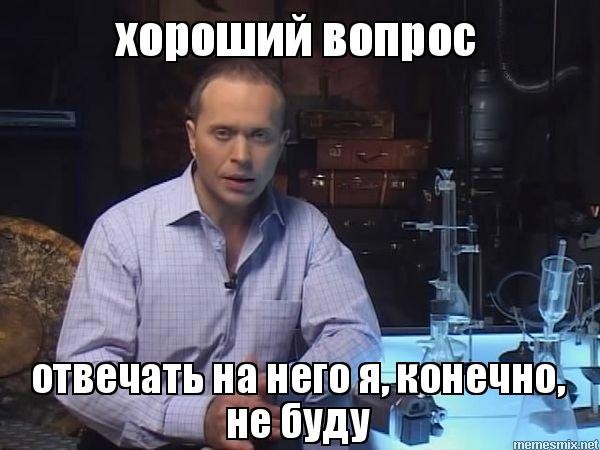 хороший вопрос
отвечать на него я, конечно,
не буду
memesmix.net